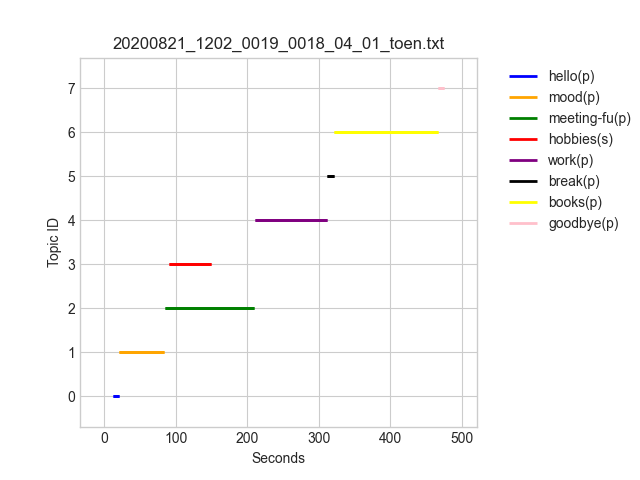 20200821_1202_0019_0018_04_01_toen.txt
7
6
5
4
3
2
1
0
Topic ID
0 100 200 300 400 500
Seconds
hello(p)
mood(p)
meeting-fu(p)
hobbies(s)
work(p)
break(p)
books(p)
goodbye(p)